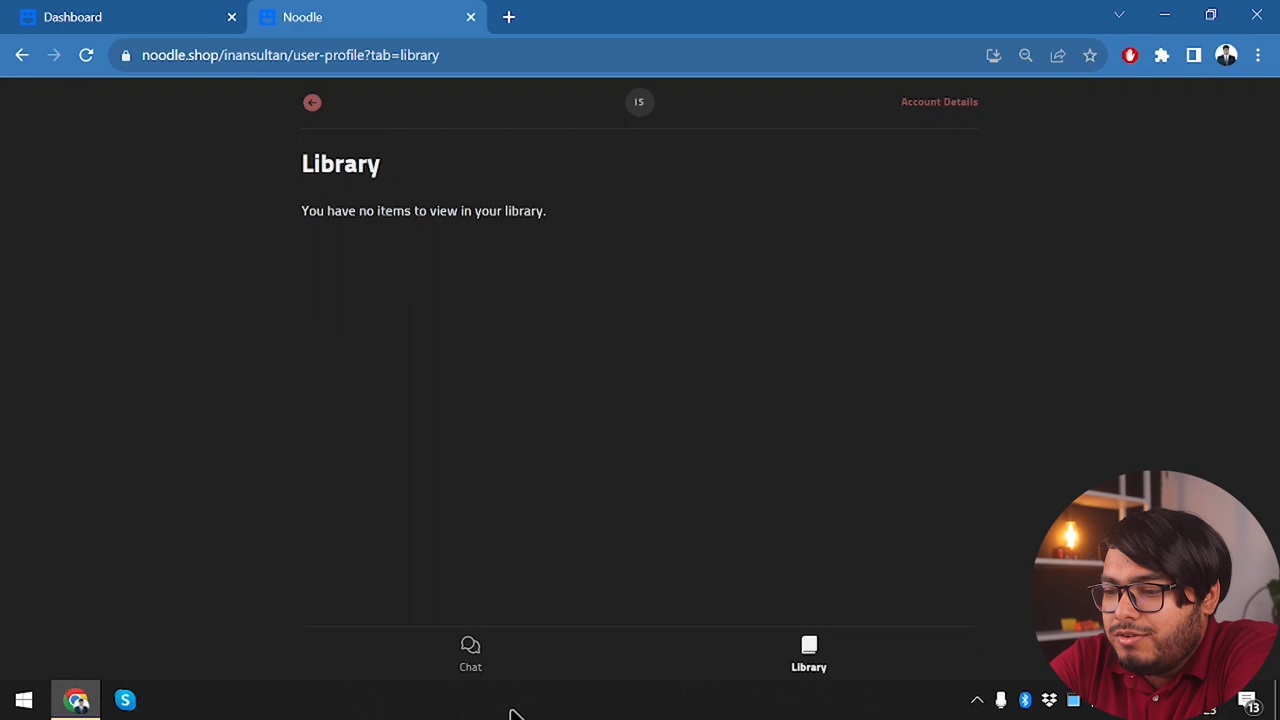 Dashboard
Noodle
noodle.shop/inansultan/user-profile?tab=library
IS
Account Details
Library
You have no items to view in your library.
Chat
Library
13